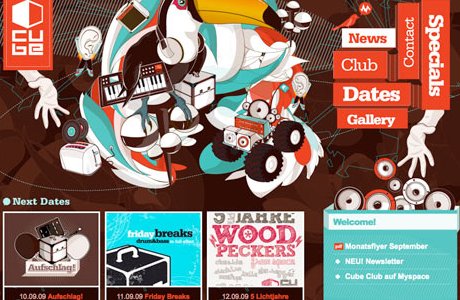 CUBE
News
Club
Dates
Gallery
Contact
Specials
Next Dates
Aufschlag!
friday breaks
drum&bass
5 JAHRE
WOOD
PECKERS
10.09.09 Aufschlag!
11.09.09 Friday Breaks
12.09.09 5 Lichtjahre
Welcome!
pdf Monatsflyer September
NEU! Newsletter
Cube Club auf Myspace